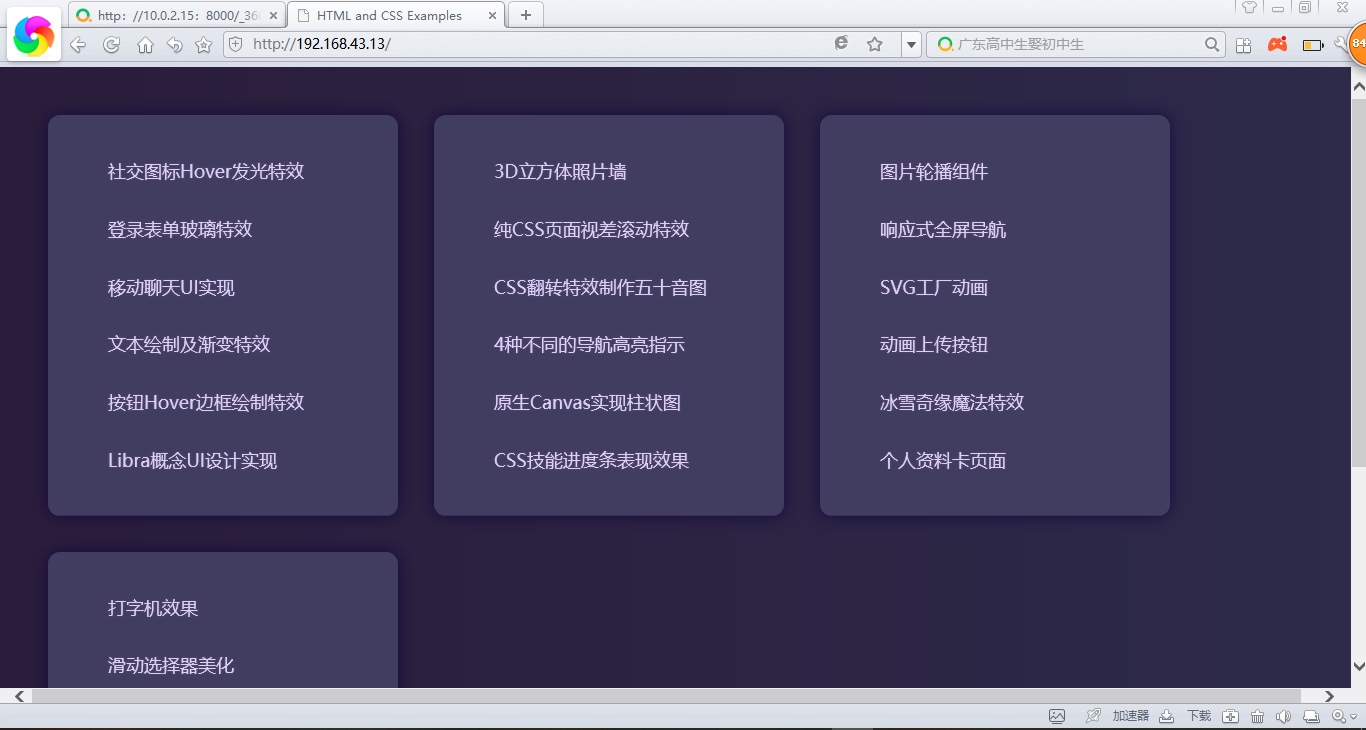 http：//10.0.2.15：8000/_360
HTML and CSS Examples
http://192.168.43.13/
广东高中生娶初中生
84
社交图标Hover发光特效
登录表单玻璃特效
移动聊天UI实现
文本绘制及渐变特效
按钮Hover边框绘制特效
Libra概念UI设计实现
3D立方体照片墙
纯CSS页面视差滚动特效
CSS翻转特效制作五十音图
4种不同的导航高亮指示
原生Canvas实现柱状图
CSS技能进度条表现效果
图片轮播组件
响应式全屏导航
SVG工厂动画
动画上传按钮
冰雪奇缘魔法特效
个人资料卡页面
打字机效果
滑动选择器美化
加速器
下载